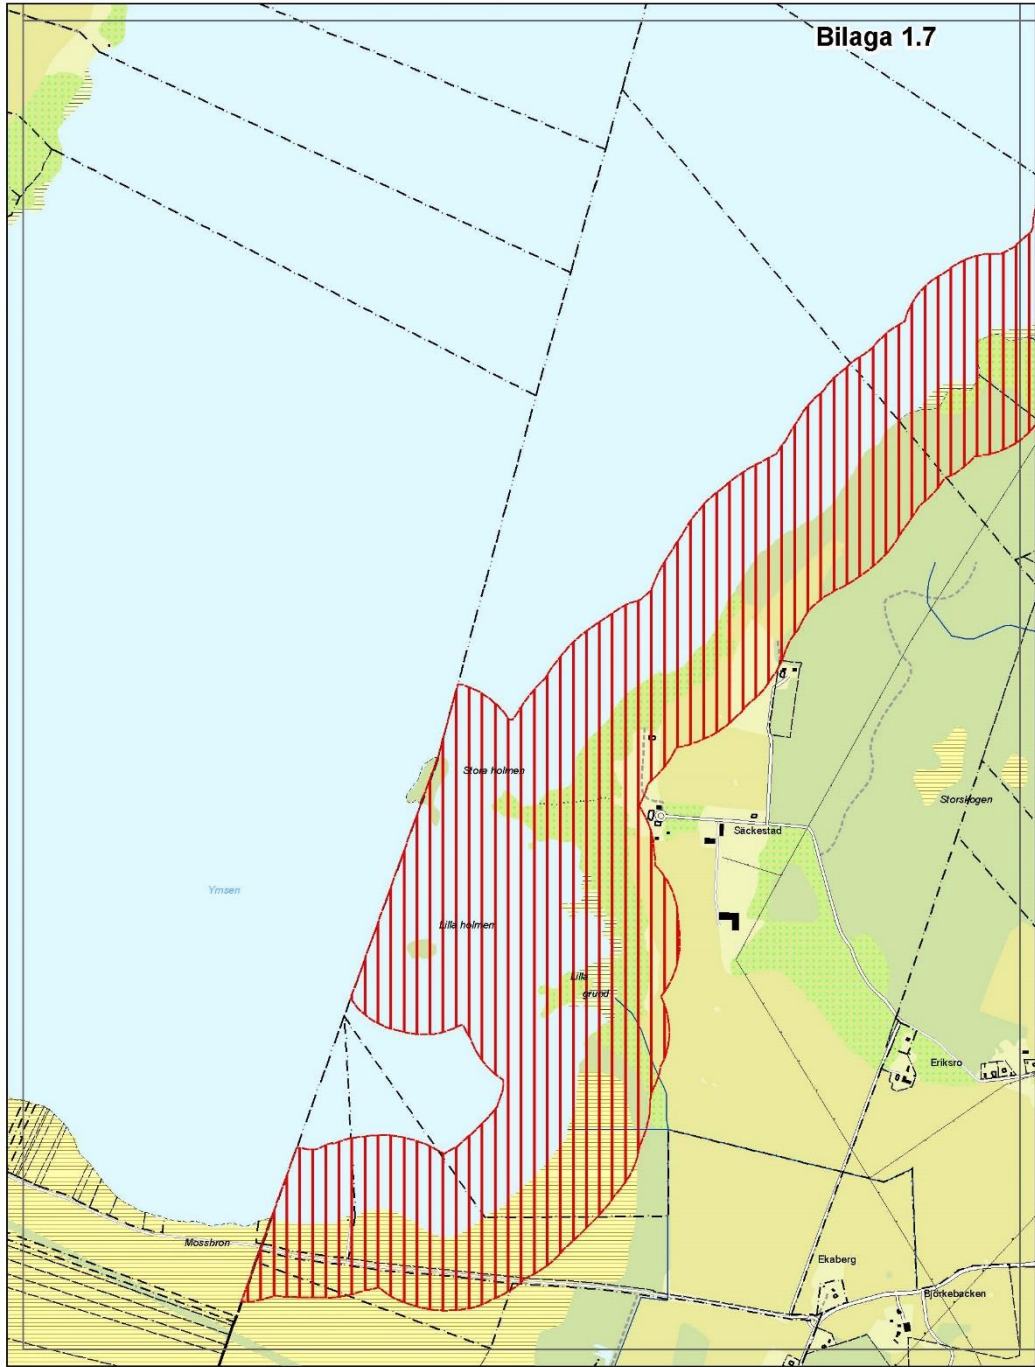 Bilaga 1.7
Stora holmen
Storskogen
Säckestad
Ymsen
Lilla holmen
Lilla
grund
Eriksro
Mossbron
Ekaberg
Björkebacken